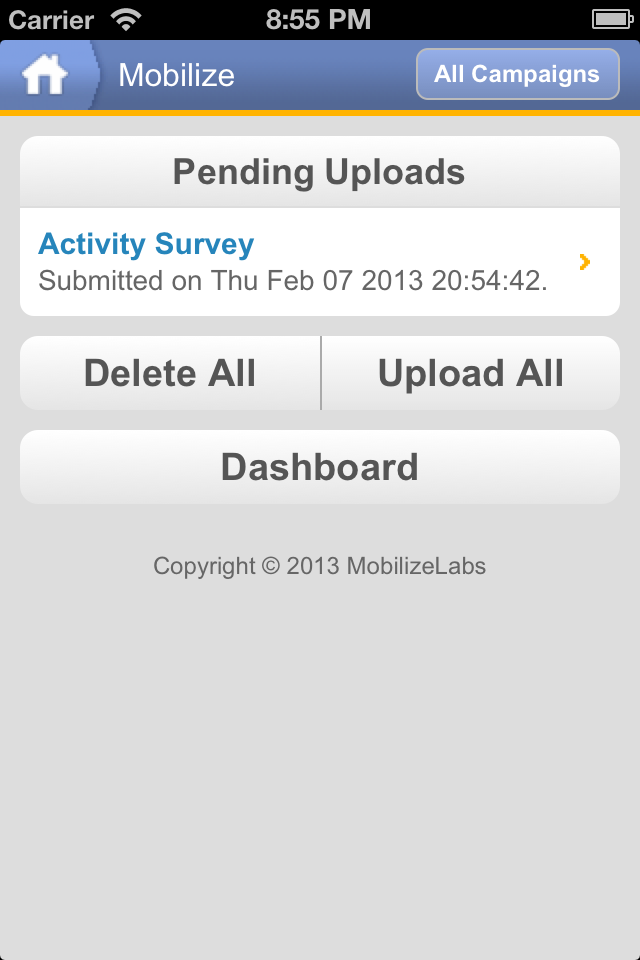 Carrier 8:55 PM
Mobilize All Campaigns
Pending Uploads
Activity Survey
Submitted on Thu Feb 07 2013 20:54:42.
Delete All Upload All
Dashboard
Copyright © 2013 MobilizeLabs